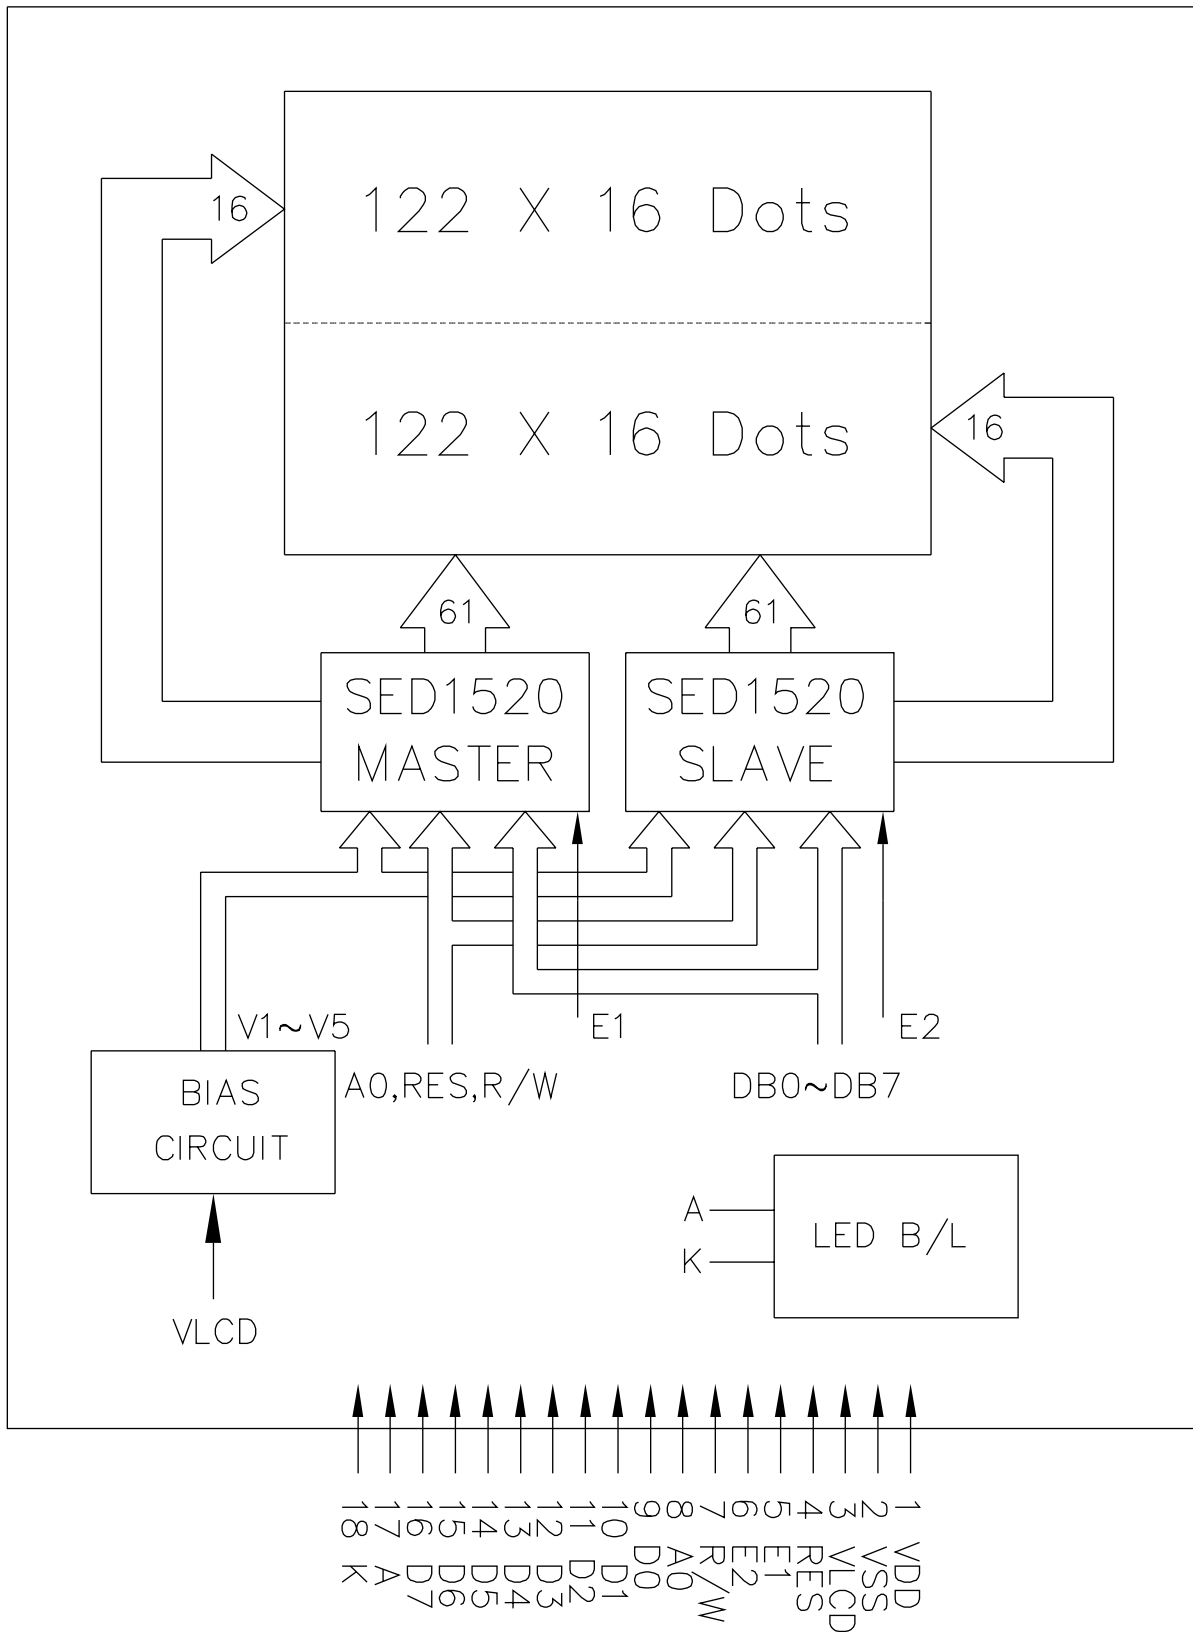 122 X 16 Dots
16
122 X 16 Dots
16
61
61
SED1520
MASTER
SED1520
SLAVE
V1~V5
E1
E2
BIAS
CIRCUIT
A0,RES,R/W
DB0~DB7
A
K
LED B/L
VLCD
1 VDD
2 VSS
3 VLCD
4 RES
5 E1
6 E2
7 R/W
8 A0
9 D0
10 D1
11 D2
12 D3
13 D4
14 D5
15 D6
16 D7
17 A
18 K